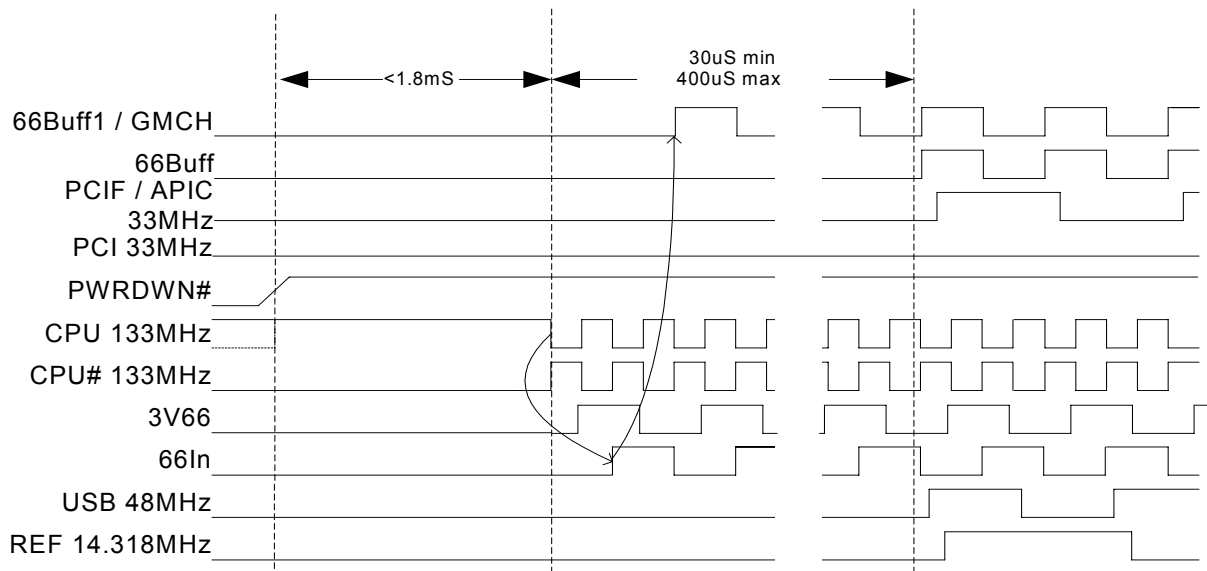 <1.8mS
30uS min
400uS max
66Buff1 / GMCH
66Buff
PCIF / APIC
33MHz
PCI 33MHz
PWRDWN#
CPU 133MHz
CPU# 133MHz
3V66
66In
USB 48MHz
REF 14.318MHz